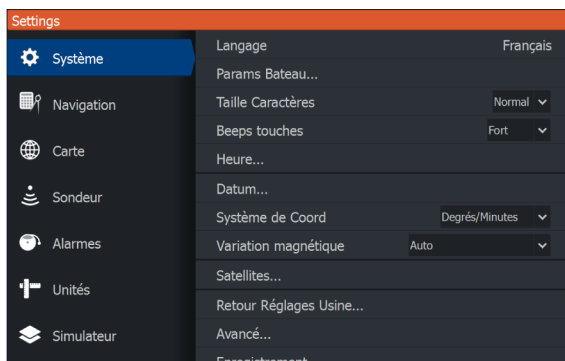 Settings
Système
Navigation
Carte
Sondeur
Alarmes
Unités
Simulateur
Langage Français
Params Bateau...
Taille Caractères Normal
Beeps touches Fort
Heure...
Datum...
Système de Coord Degrés/Minutes
Variation magnétique Auto
Satellites...
Retour Réglages Usine...
Avancé...
Enregistrement